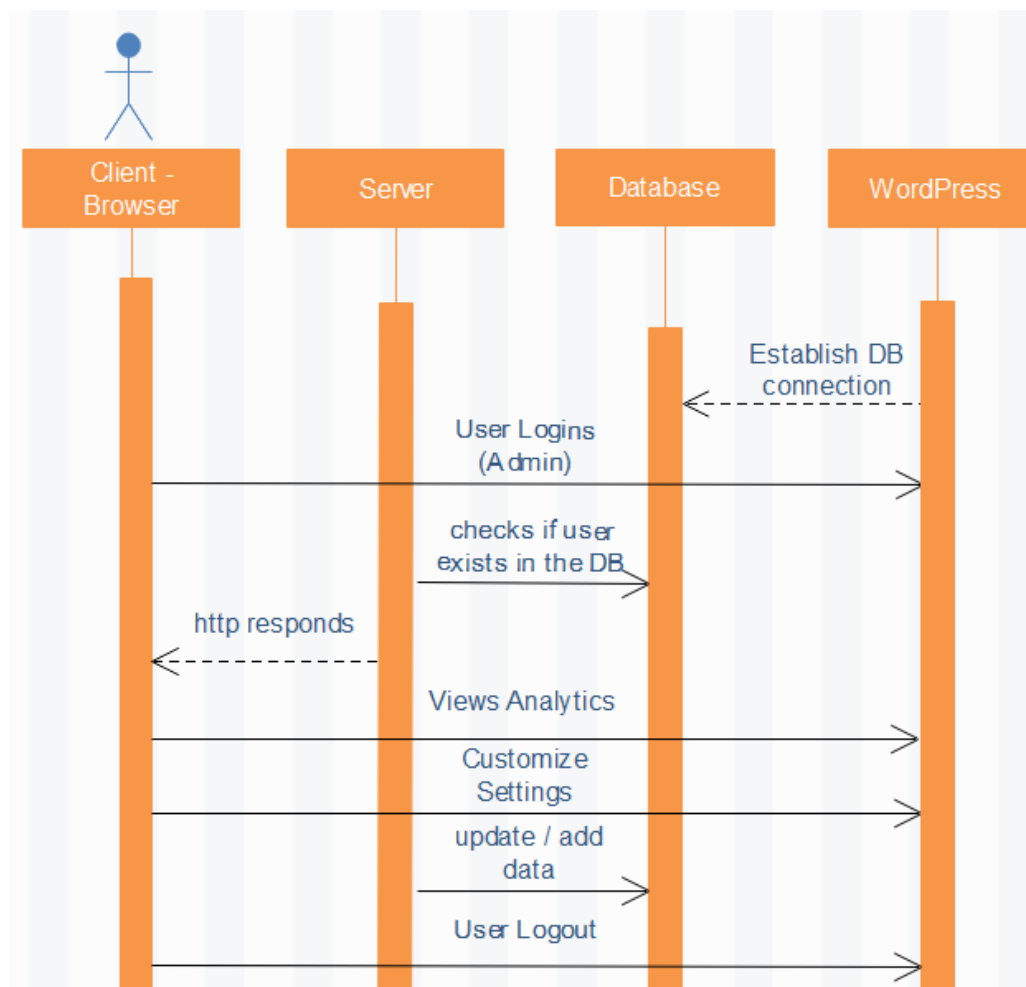 Client -
Browser
Server
Database
WordPress
Establish DB
connection
User Logins
(Admin)
checks if user
exists in the DB
http responds
Views Analytics
Customize
Settings
update / add
data
User Logout